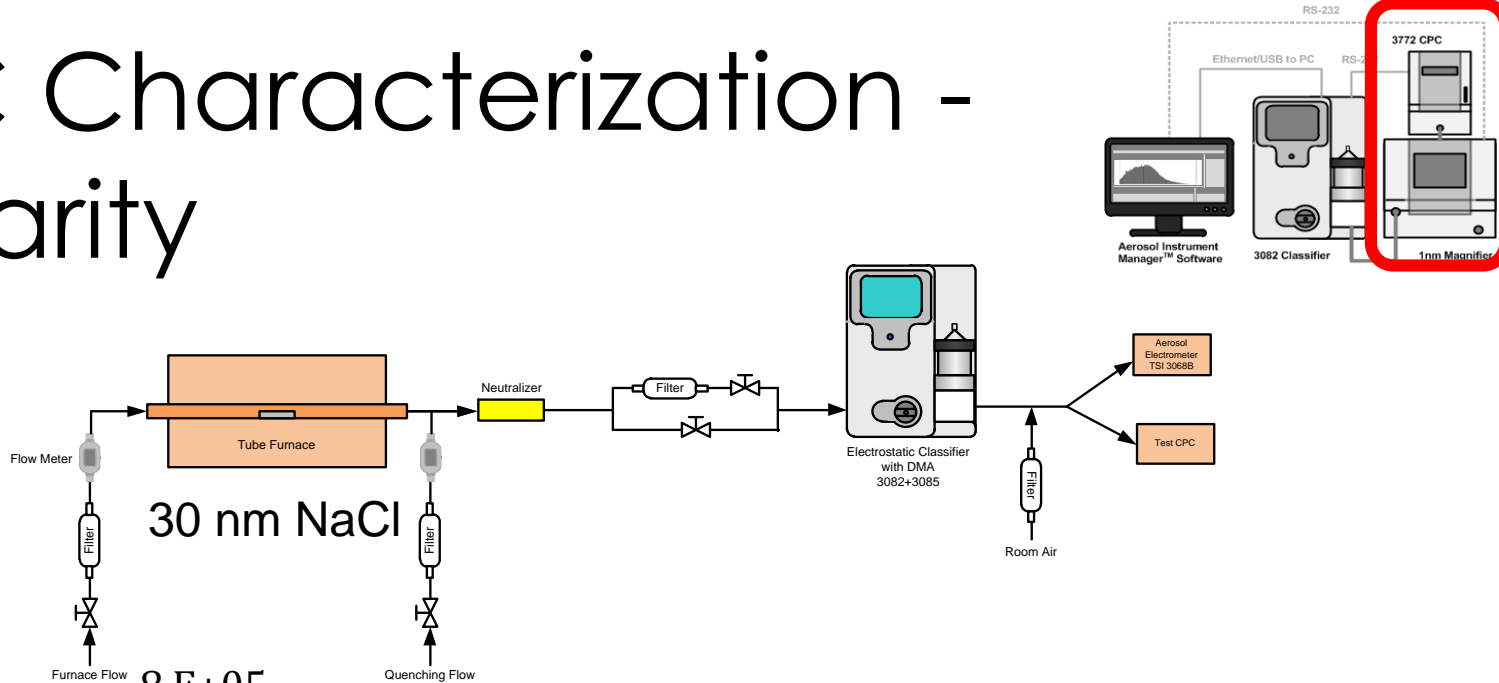 C Characterization -
arity
RS-232
3772 CPC
Ethernet/USB to PC
Aerosol Instrument
Manager™ Software
3082 Classifier
1nm Magnifier
Neutralizer
Filter
Tube Furnace
Flow Meter
30 nm NaCl
Filter
Filter
Furnace Flow
Quenching Flow
Electrostatic Classifier
with DMA
3082+3085
Aerosol
Electrometer
TSI 3068B
Test CPC
Filter
Room Air